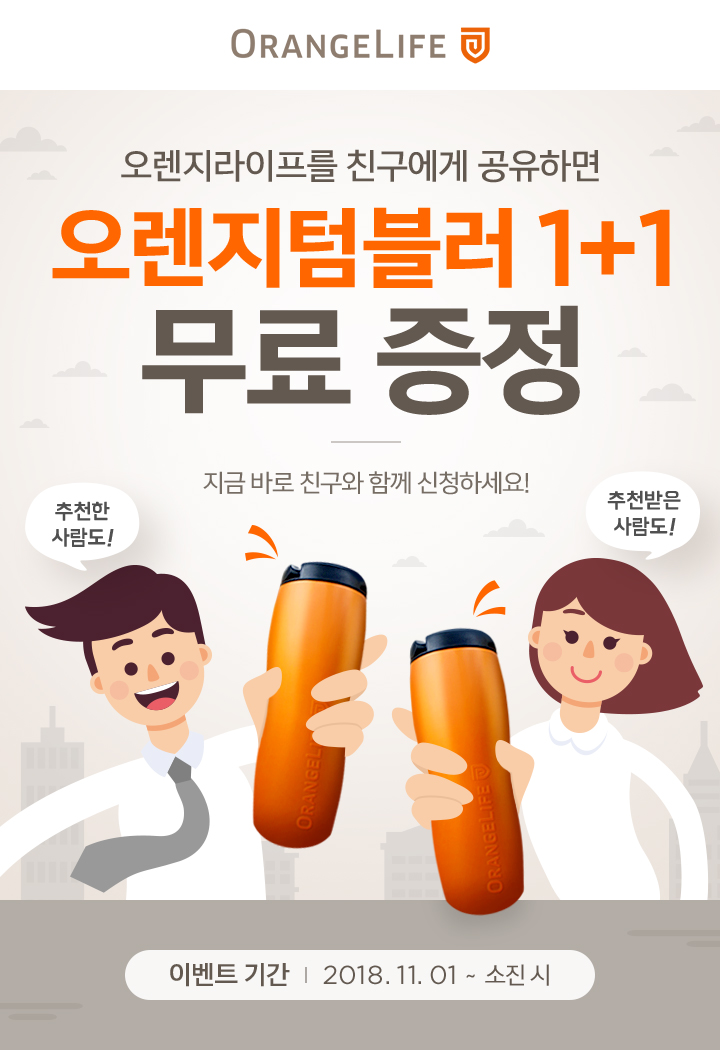 ORANGELIFE
오렌지라이프를 친구에게 공유하면
오렌지텀블러 1+1
무료 증정
지금 바로 친구와 함께 신청하세요!
추천한
사람도!
추천받은
사람도!
ORANGELIFE
ORANGELIFE
이벤트 기간 | 2018. 11. 01 ~ 소진 시